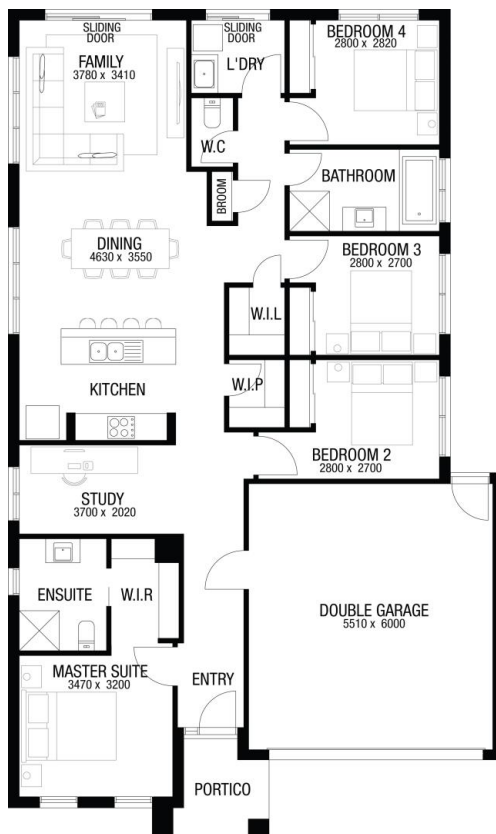 SLIDING
DOOR
FAMILY
3780 x 3410
SLIDING
DOOR
L'DRY
BEDROOM 4
2800 x 2820
W.C
BROOM
BATHROOM
DINING
4630 x 3550
BEDROOM 3
2800 x 2700
W.I.L
KITCHEN
W.I.P
BEDROOM 2
2800 x 2700
STUDY
3700 x 2020
ENSUITE
W.I.R
DOUBLE GARAGE
5510 x 6000
MASTER SUITE
3470 x 3200
ENTRY
PORTICO